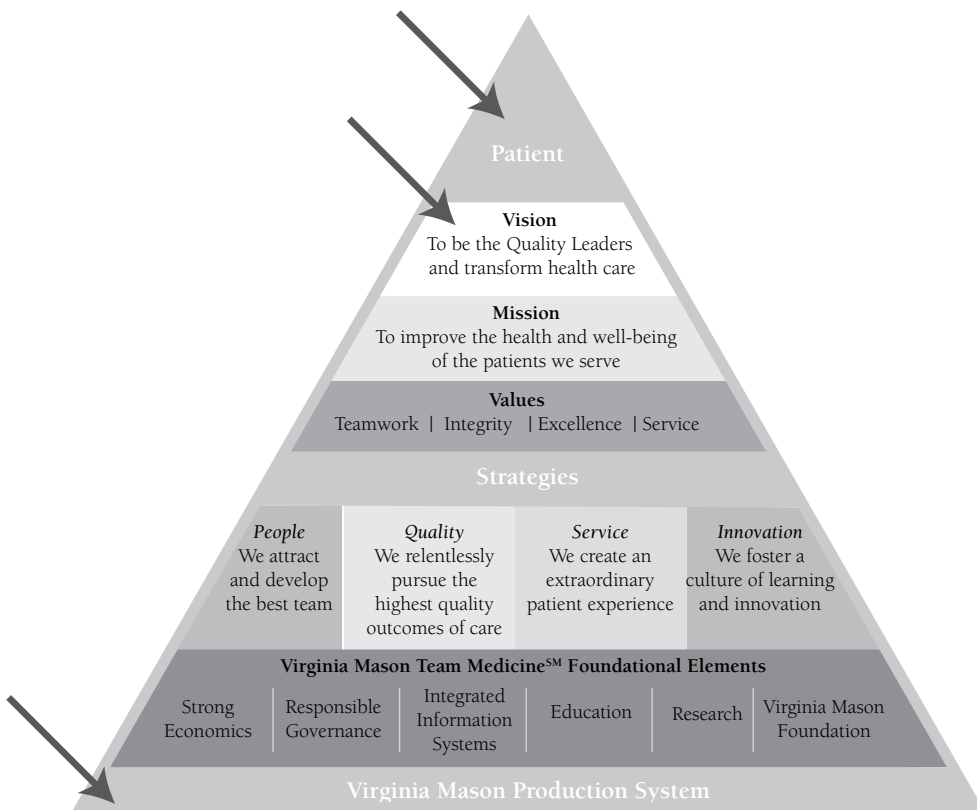 Patient
Vision
To be the Quality Leaders
and transform health care
Mission
To improve the health and well-being
of the patients we serve
Values
Teamwork | Integrity | Excellence | Service
Strategies
People
We attract
and develop
the best team
Quality
We relentlessly
pursue the
highest quality
outcomes of care
Service
We create an
extraordinary
patient experience
Innovation
We foster a
culture of learning
and innovation
Virginia Mason Team Medicine℠ Foundational Elements
Strong
Economics
Responsible
Governance
Integrated
Information
Systems
Education
Research
Virginia Mason
Foundation
Virginia Mason Production System